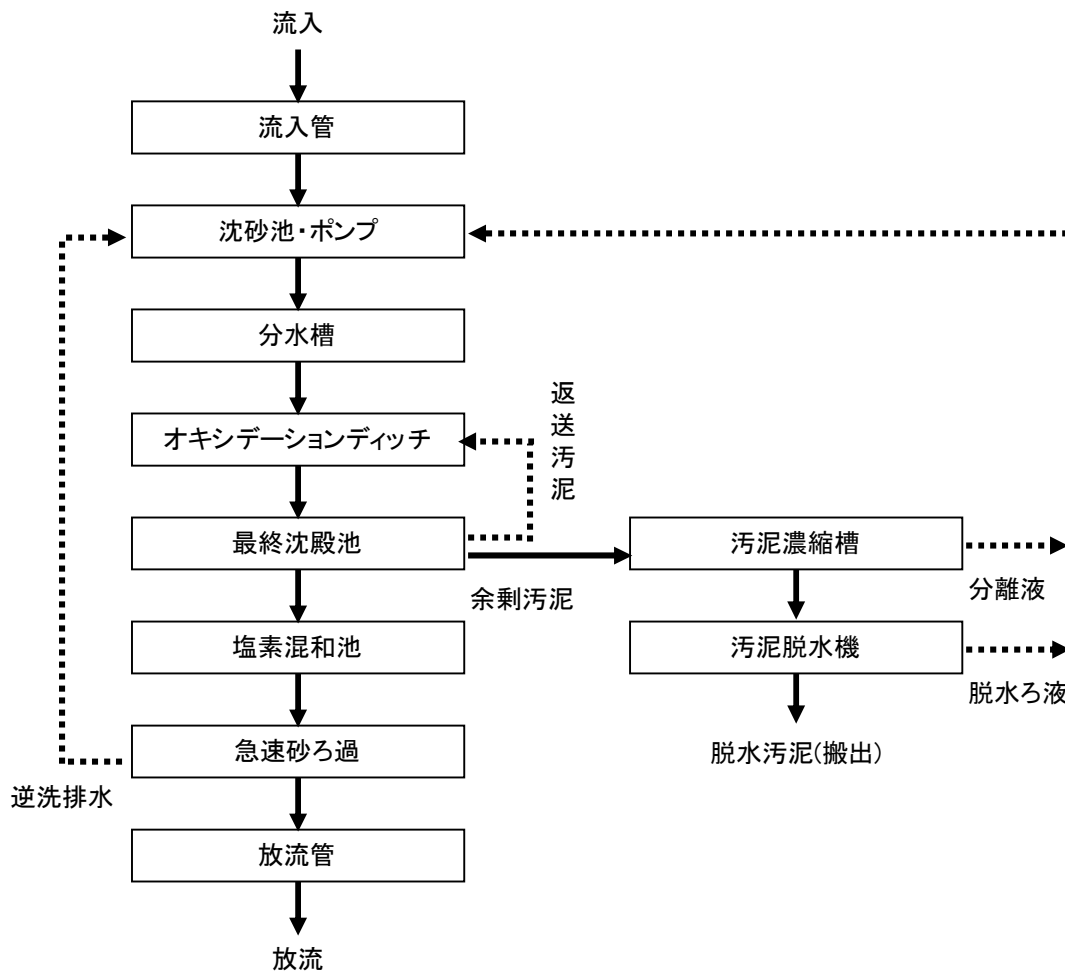 流入
流入管
沈砂池・ポンプ
分水槽
オキシデーションディッチ
返送汚泥
最終沈殿池
余剰汚泥
汚泥濃縮槽
分離液
塩素混和池
汚泥脱水機
脱水ろ液
急速砂ろ過
脱水汚泥(搬出)
逆洗排水
放流管
放流